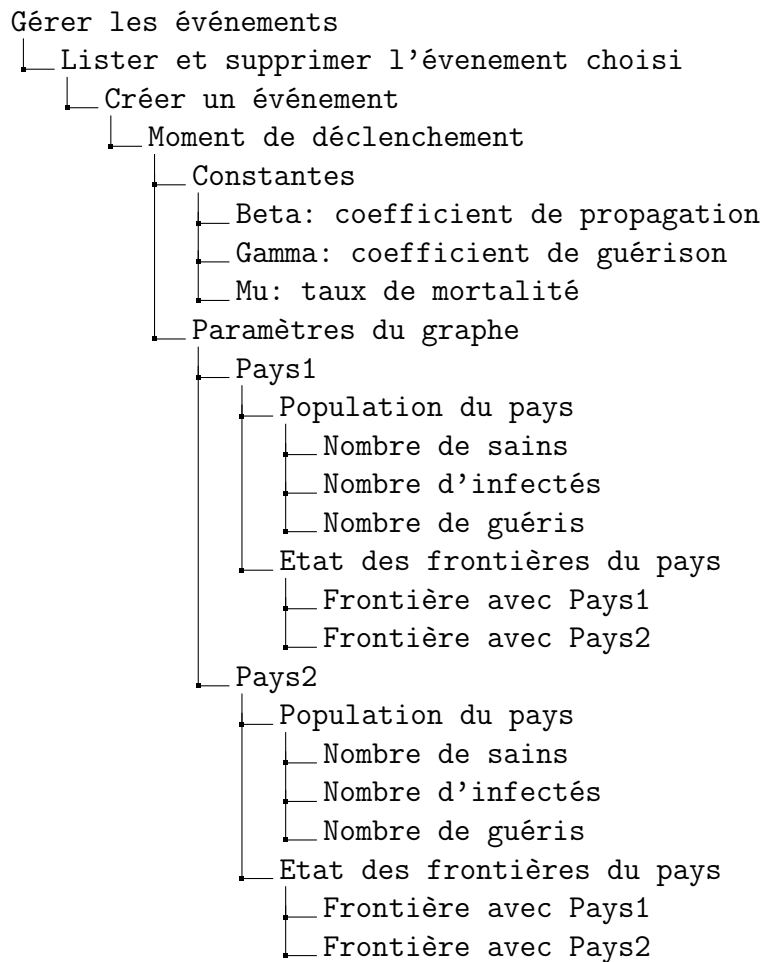 Gérer les événements
Lister et supprimer l'évenement choisi
Créer un événement
Moment de déclenchement
Constantes
Beta: coefficient de propagation
Gamma: coefficient de guérison
Mu: taux de mortalité
Paramètres du graphe
Pays1
Population du pays
Nombre de sains
Nombre d'infectés
Nombre de guéris
Etat des frontières du pays
Frontière avec Pays1
Frontière avec Pays2
Pays2
Population du pays
Nombre de sains
Nombre d'infectés
Nombre de guéris
Etat des frontières du pays
Frontière avec Pays1
Frontière avec Pays2